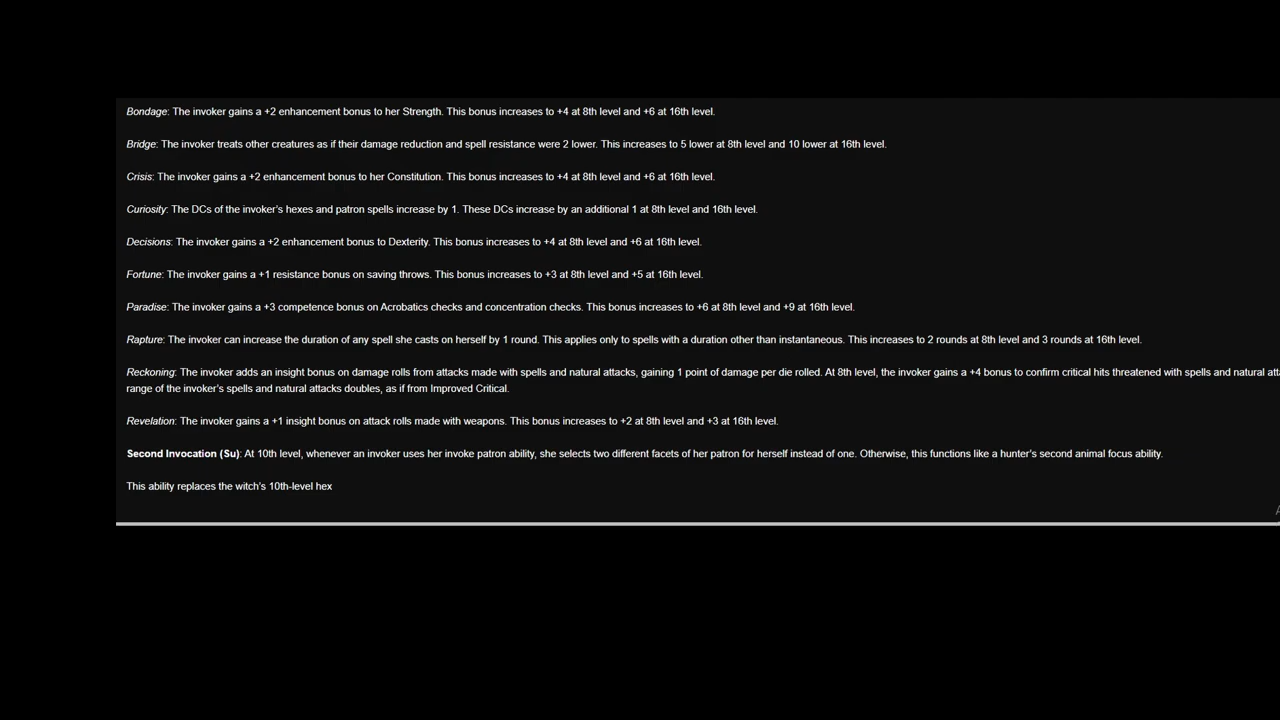 Bondage: The invoker gains a +2 enhancement bonus to her Strength. This bonus increases to +4 at 8th level and +6 at 16th level.
Bridge: The invoker treats other creatures as if their damage reduction and spell resistance were 2 lower. This increases to 5 lower at 8th level and 10 lower at 16th level.
Crisis: The invoker gains a +2 enhancement bonus to her Constitution. This bonus increases to +4 at 8th level and +6 at 16th level.
Curiosity: The DCs of the invoker's hexes and patron spells increase by 1. These DCs increase by an additional 1 at 8th level and 16th level.
Decisions: The invoker gains a +2 enhancement bonus to Dexterity. This bonus increases to +4 at 8th level and +6 at 16th level.
Fortune: The invoker gains a +1 resistance bonus on saving throws. This bonus increases to +3 at 8th level and +5 at 16th level.
Paradise: The invoker gains a +3 competence bonus on Acrobatics checks and concentration checks. This bonus increases to +6 at 8th level and +9 at 16th level.
Rapture: The invoker can increase the duration of any spell she casts on herself by 1 round. This applies only to spells with a duration other than instantaneous. This increases to 2 rounds at 8th level and 3 rounds at 16th level.
Reckoning: The invoker adds an insight bonus on damage rolls from attacks made with spells and natural attacks, gaining 1 point of damage per die rolled. At 8th level, the invoker gains a +4 bonus to confirm critical hits threatened with spells and natural
range of the invoker's spells and natural attacks doubles, as if from Improved Critical.
Revelation: The invoker gains a +1 insight bonus on attack rolls made with weapons. This bonus increases to +2 at 8th level and +3 at 16th level.
Second Invocation (Su): At 10th level, whenever an invoker uses her invoke patron ability, she selects two different facets of her patron for herself instead of one. Otherwise, this functions like a hunter's second animal focus ability.
This ability replaces the witch's 10th-level hex